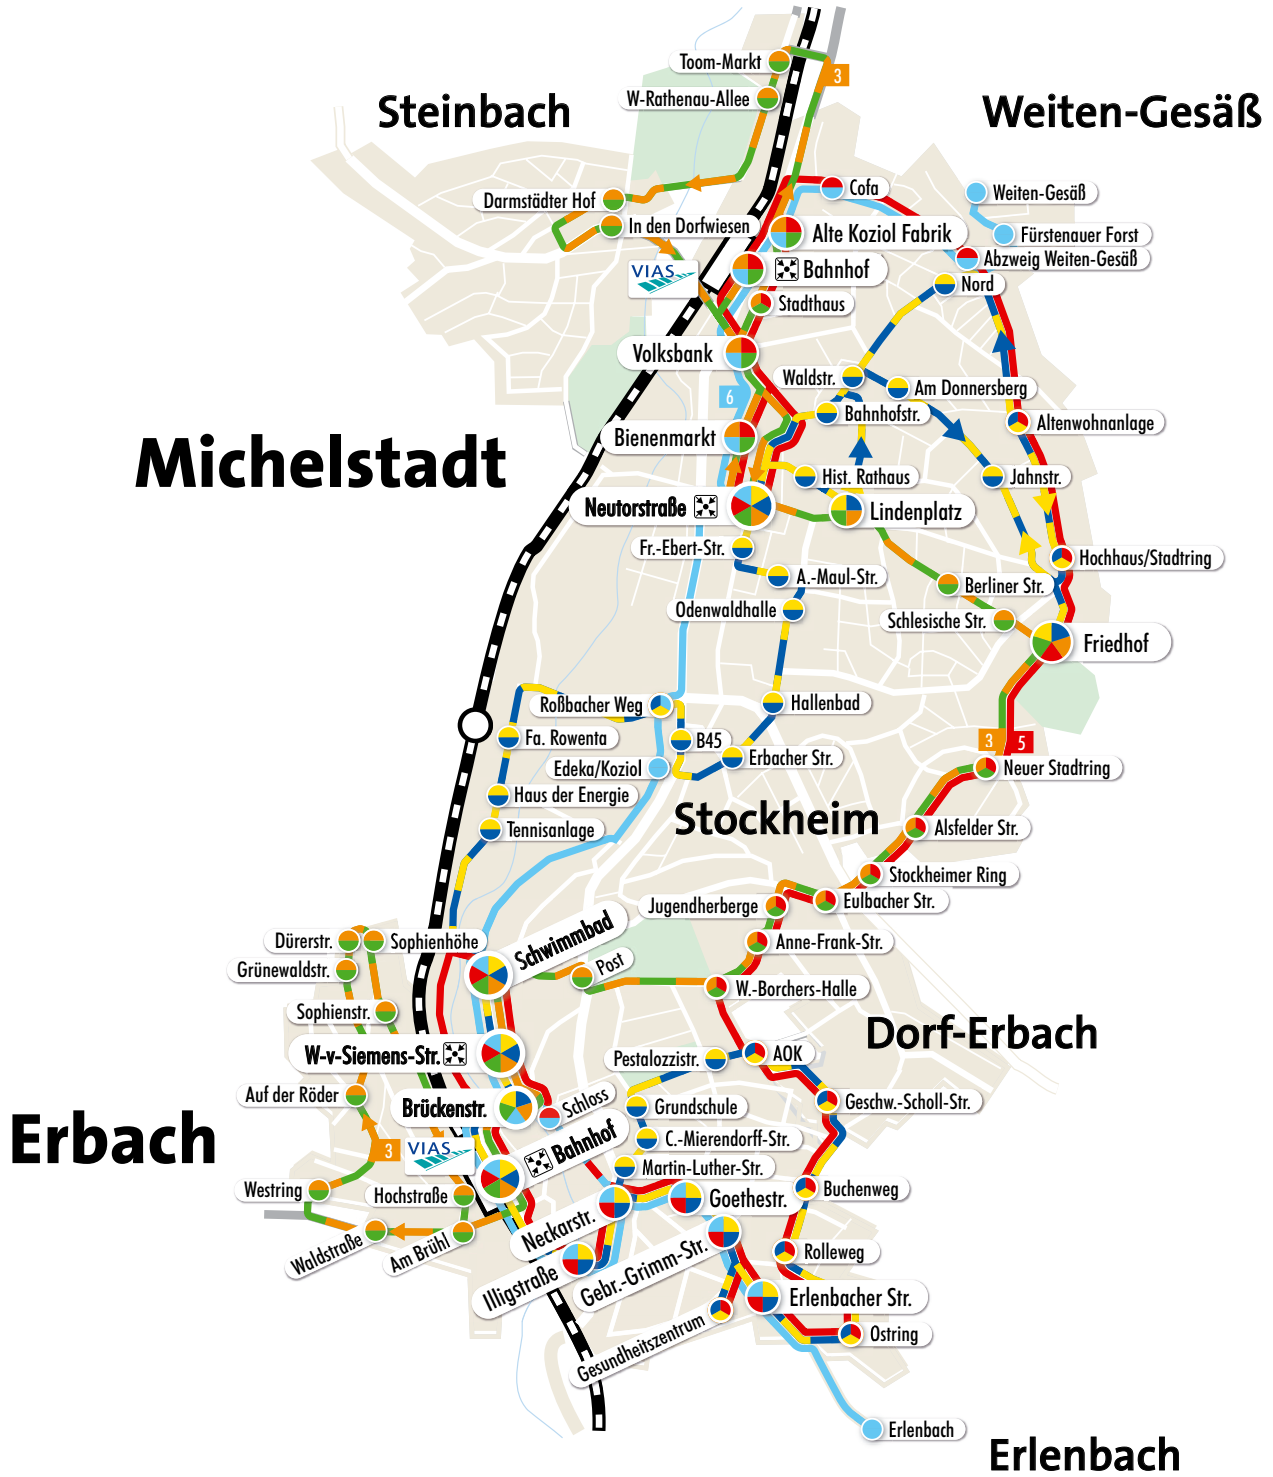 Toom-Markt
3
W-Rathenau-Allee
Steinbach
Weiten-Gesäß
Cofa
Weiten-Gesäß
Darmstädter Hof
In den Dorfwiesen
Alte Koziol Fabrik
Fürstenauer Forst
Abzweig Weiten-Gesäß
VIAS
Bahnhof
Nord
Stadthaus
Volksbank
Waldstr.
Am Donnersberg
6
Bahnhofstr.
Altenwohnanlage
Bienenmarkt
Michelstadt
Hist. Rathaus
Jahnstr.
Neutorstraße
Lindenplatz
Fr.-Ebert-Str.
Hochhaus/Stadtring
A.-Maul-Str.
Berliner Str.
Odenwaldhalle
Schlesische Str.
Friedhof
Roßbacher Weg
Hallenbad
Fa. Rowenta
B45
3
5
Edeka/Koziol
Erbacher Str.
Neuer Stadtring
Haus der Energie
Stockheim
Tennisanlage
Alsfelder Str.
Stockheimer Ring
Jugendherberge
Eulbacher Str.
Dürerstr.
Sophienhöhe
Schwimmbad
Anne-Frank-Str.
Grünewaldstr.
Post
W.-Borchers-Halle
Sophienstr.
Dorf-Erbach
W-v-Siemens-Str.
Pestalozzistr.
AOK
Auf der Röder
Brückenstr.
Schloss
Grundschule
Geschw.-Scholl-Str.
Erbach
3
VIAS
Bahnhof
C.-Mierendorff-Str.
Martin-Luther-Str.
Westring
Hochstraße
Goethestr.
Buchenweg
Neckarstr.
Waldstraße
Am Brühl
Gebr.-Grimm-Str.
Rolleweg
Illigstraße
Erlenbacher Str.
Gesundheitszentrum
Ostring
Erlenbach
Erlenbach